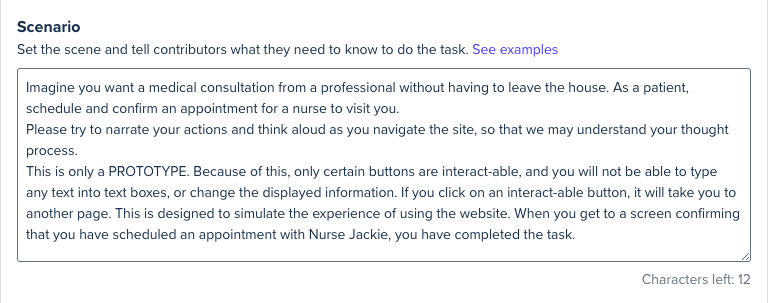 Scenario
Set the scene and tell contributors what they need to know to do the task. See examples
Imagine you want a medical consultation from a professional without having to leave the house. As a patient,
schedule and confirm an appointment for a nurse to visit you.
Please try to narrate your actions and think aloud as you navigate the site, so that we may understand your thought
process.
This is only a PROTOTYPE. Because of this, only certain buttons are interact-able, and you will not be able to type
any text into text boxes, or change the displayed information. If you click on an interact-able button, it will take you to
another page. This is designed to simulate the experience of using the website. When you get to a screen confirming
that you have scheduled an appointment with Nurse Jackie, you have completed the task.
Characters left: 12